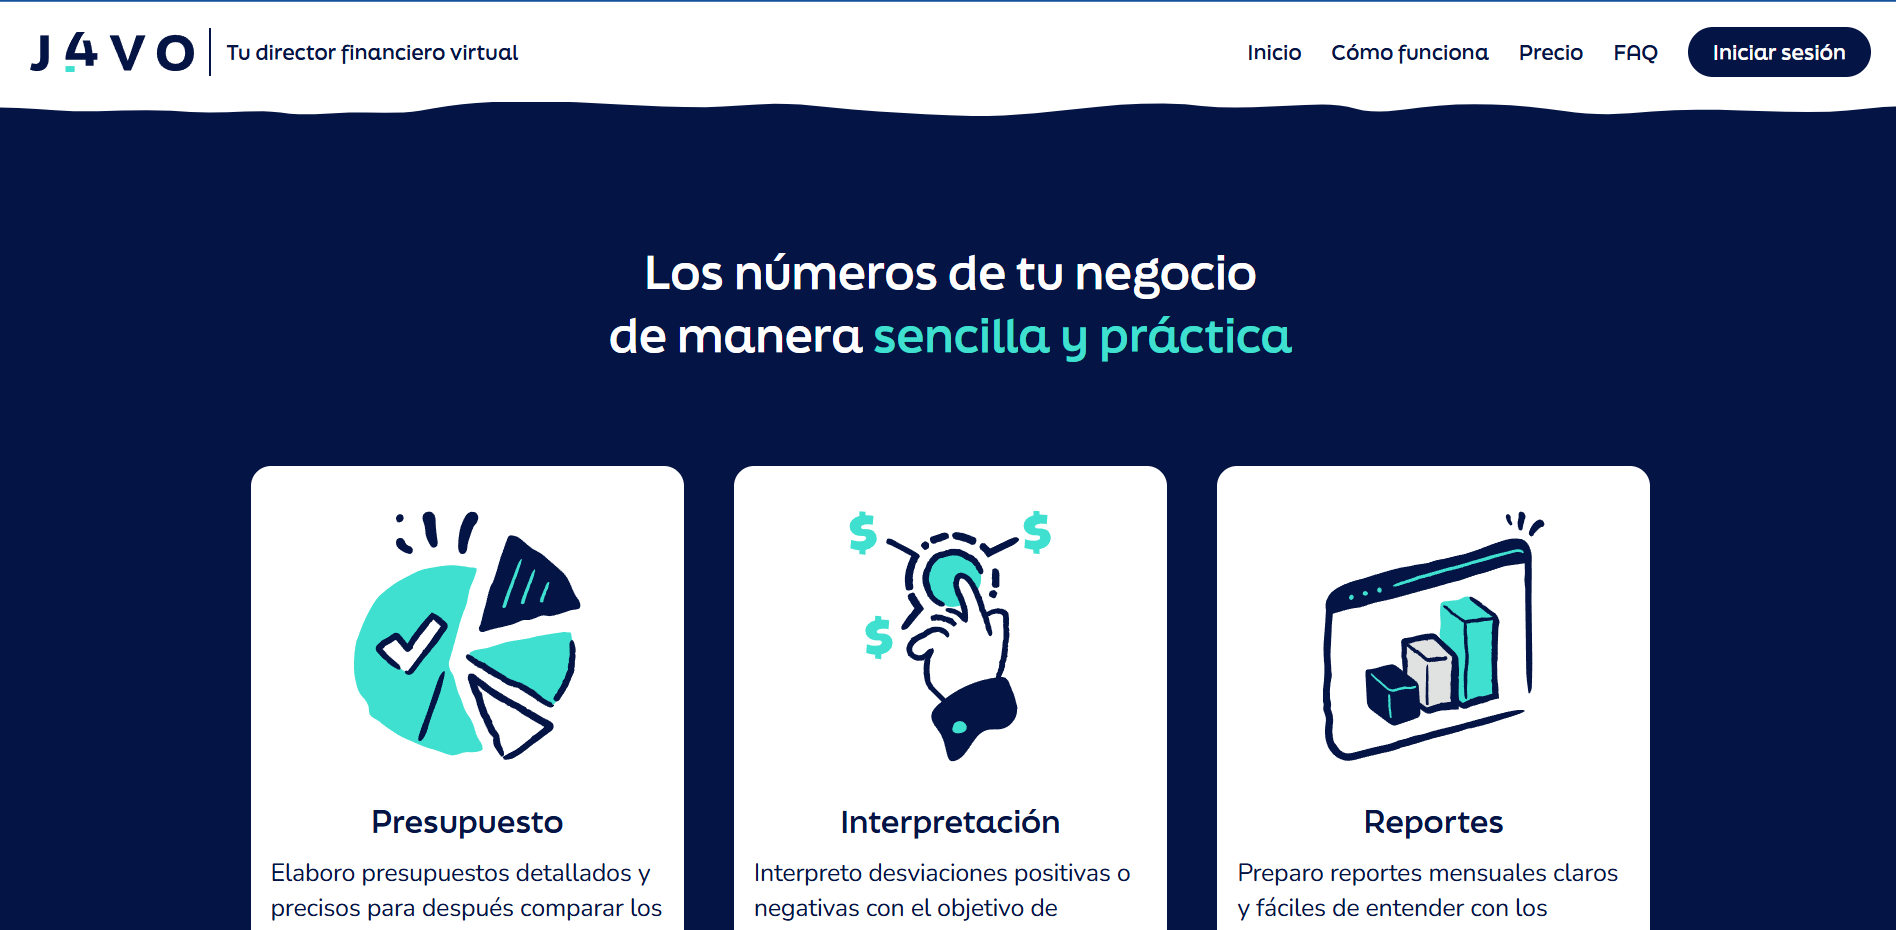 J4VO
Tu director financiero virtual
Inicio
Cómo funciona
Precio
FAQ
Iniciar sesión
Los números de tu negocio
de manera sencilla y práctica
$
$
$
Presupuesto
Elaboro presupuestos detallados y
precisos para después comparar los
Interpretación
Interpreto desviaciones positivas o
negativas con el objetivo de
Reportes
Preparo reportes mensuales claros
y fáciles de entender con los